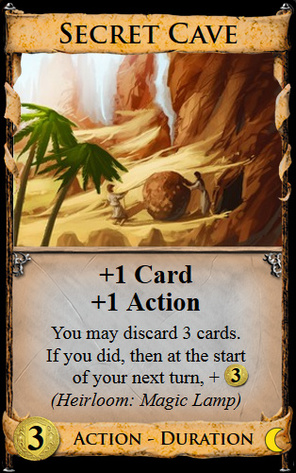 SECRET CAVE
+1 Card
+1 Action
You may discard 3 cards.
If you did, then at the start
of your next turn, + 3
(Heirloom: Magic Lamp)
3 ACTION - DURATION